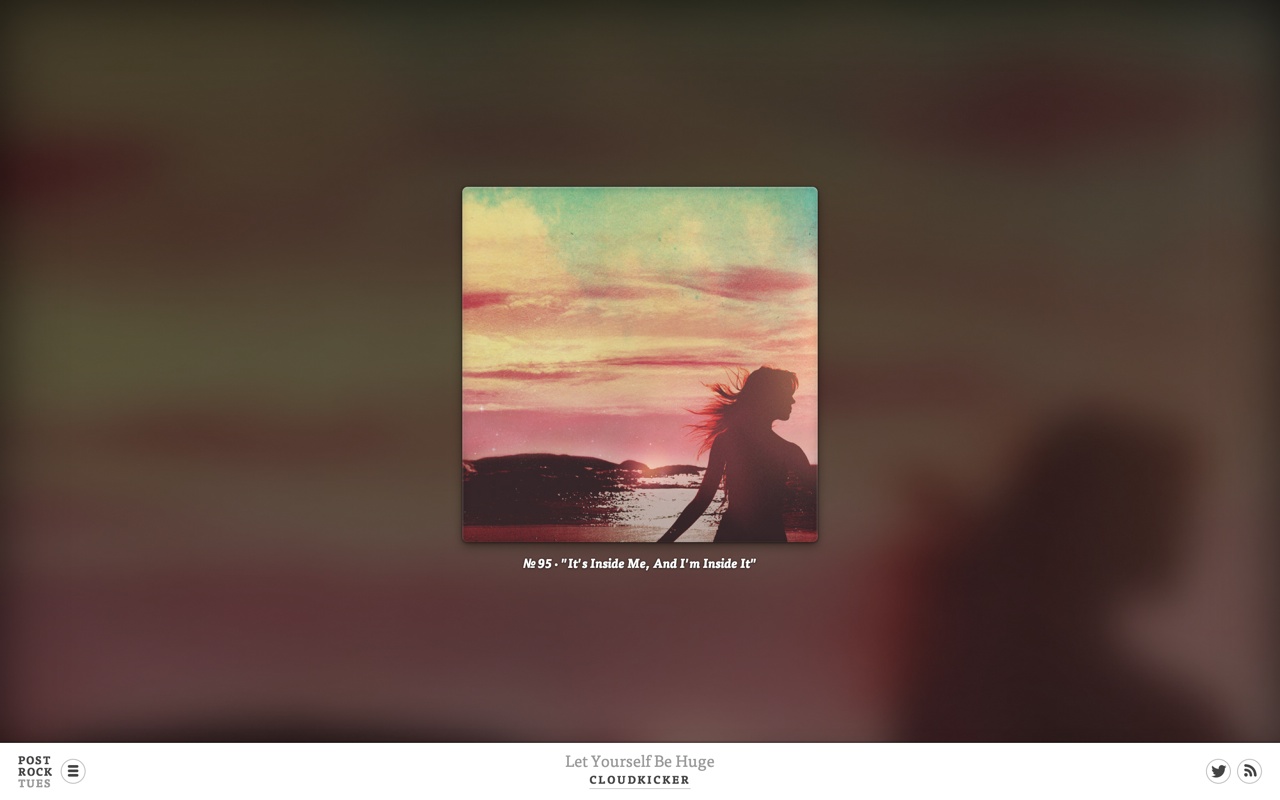 № 95 · "It's Inside Me, And I'm Inside It"
POST
ROCK
TUES
Let Yourself Be Huge
CLOUDKICKER